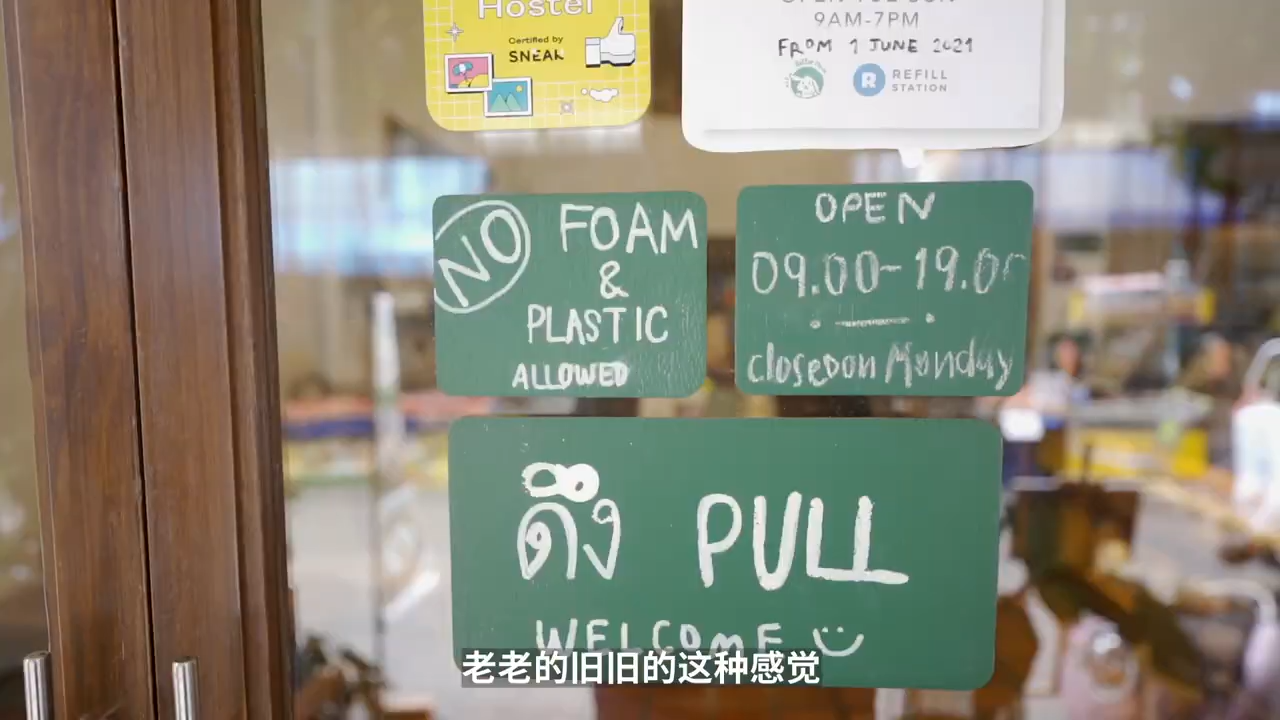 Hostel
Certified by
SNEAK
9AM-7PM
FROM 1 JUNE 2021
REFILL
STATION
NO FOAM
&
PLASTIC
ALLOWED
OPEN
09.00-19.00
closed on Monday
ดึง PULL
WELCOME
老老的旧旧的这种感觉